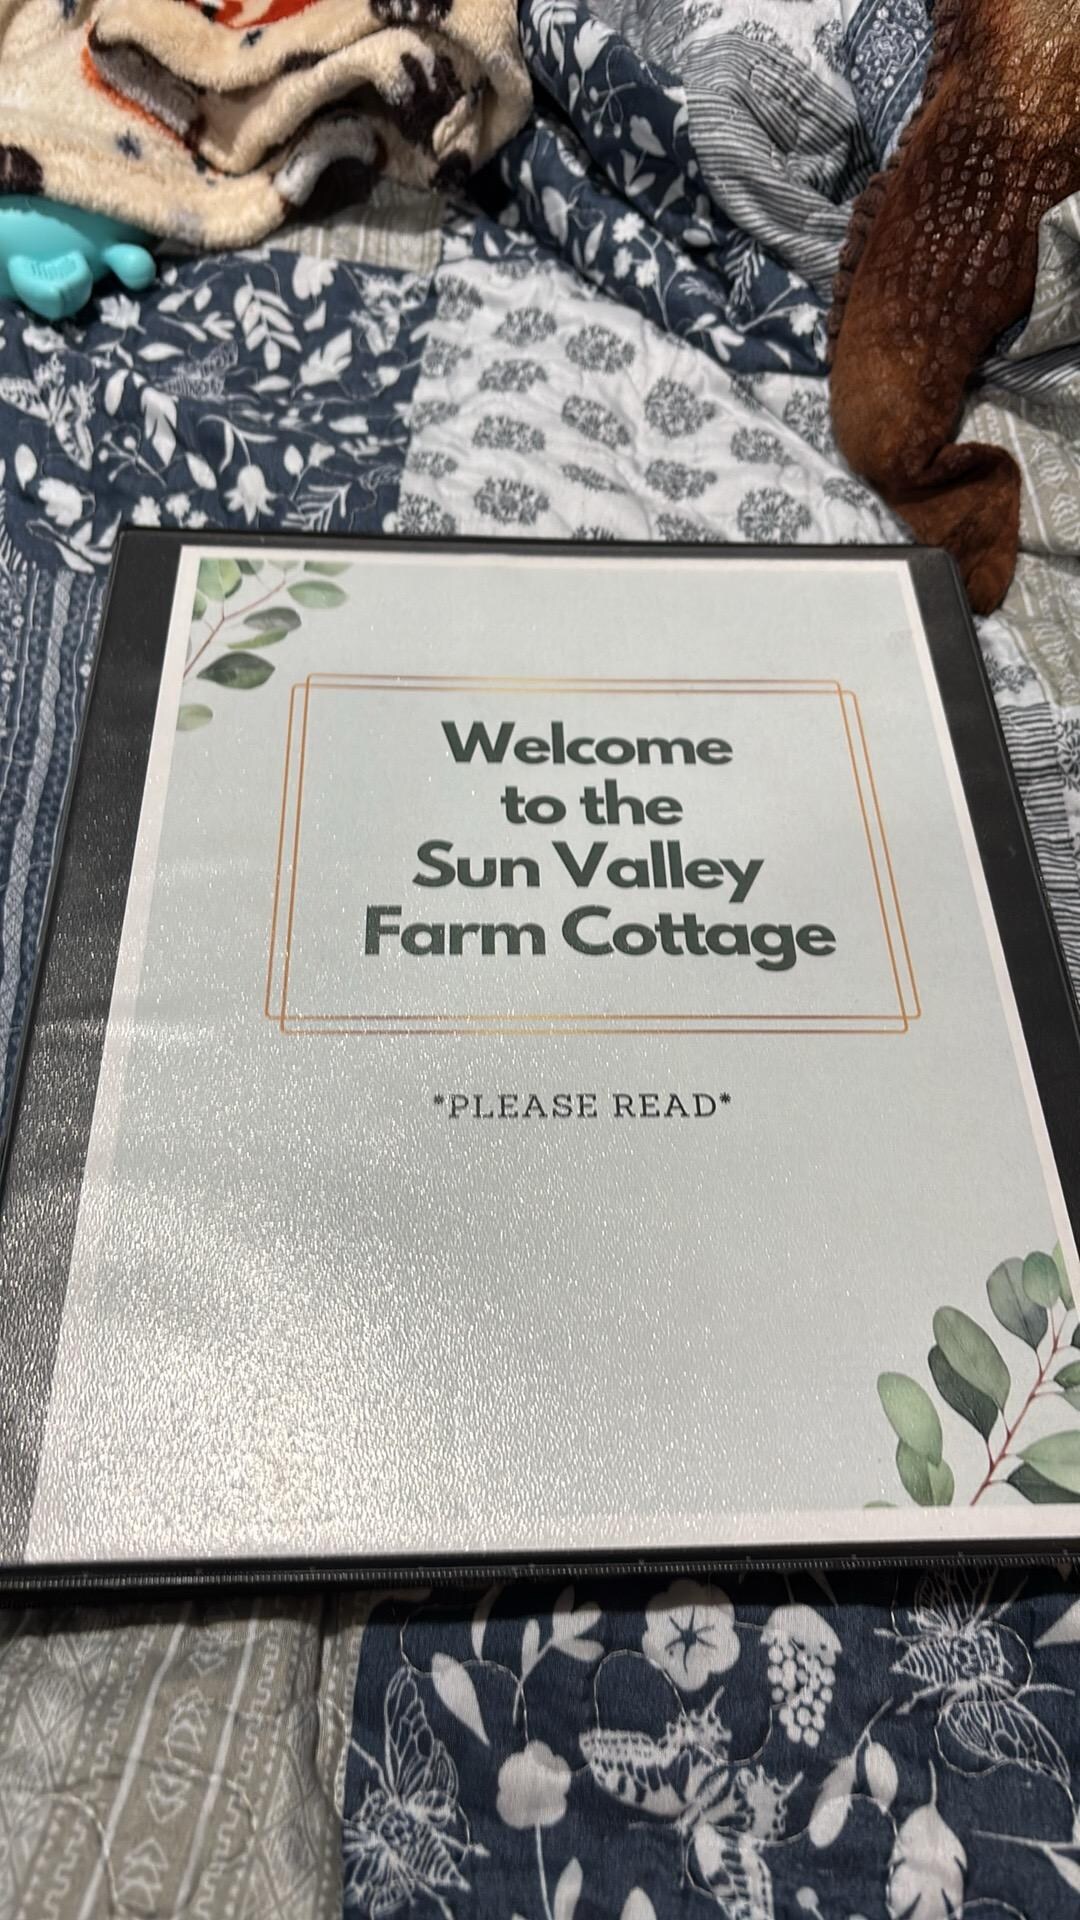 Welcome
to the
Sun Valley
Farm Cottage
*PLEASE READ*